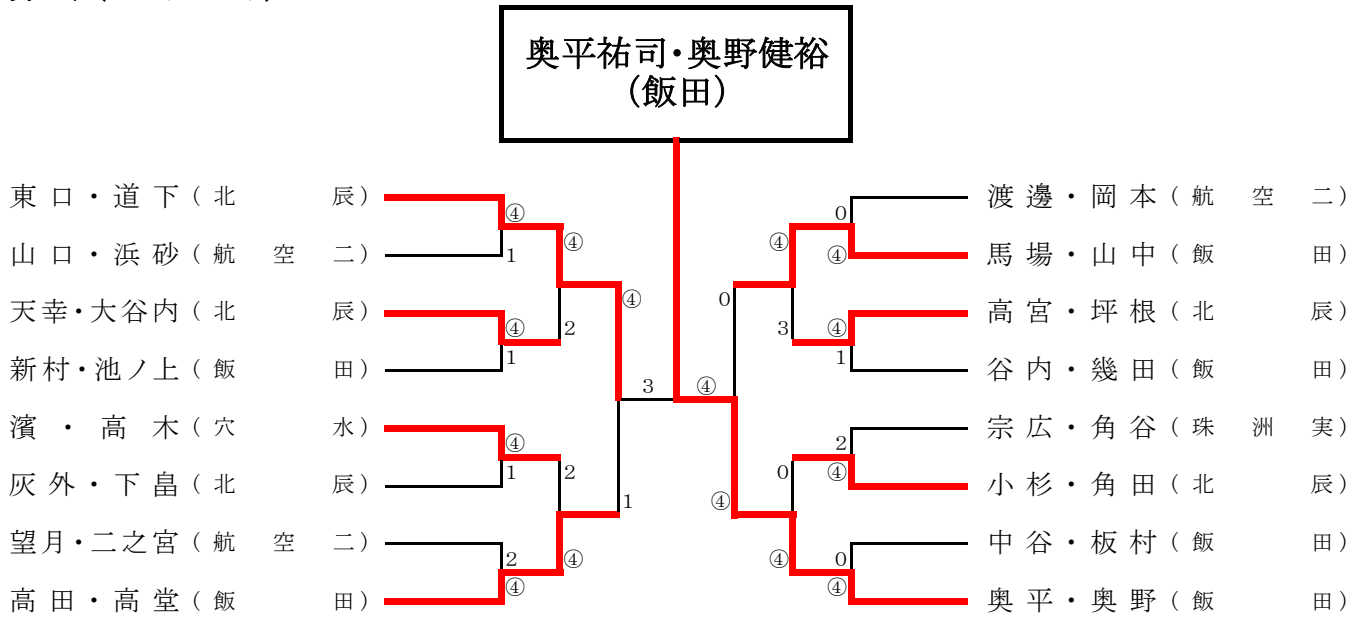 奥平祐司・奥野健裕
（飯田）
東口・道下（北辰）
④
0
渡邊・岡本（航空二）
山口・浜砂（航空二）
1
④
④
④
馬場・山中（飯田）
天幸・大谷内（北辰）
④
2
④
0
3
④
高宮・坪根（北辰）
新村・池ノ上（飯田）
1
1
谷内・幾田（飯田）
3
④
濱・高木（穴水）
④
2
宗広・角谷（珠洲実）
灰外・下畠（北辰）
1
2
1
④
0
④
小杉・角田（北辰）
望月・二之宮（航空二）
2
④
④
0
中谷・板村（飯田）
高田・高堂（飯田）
④
④
奥平・奥野（飯田）